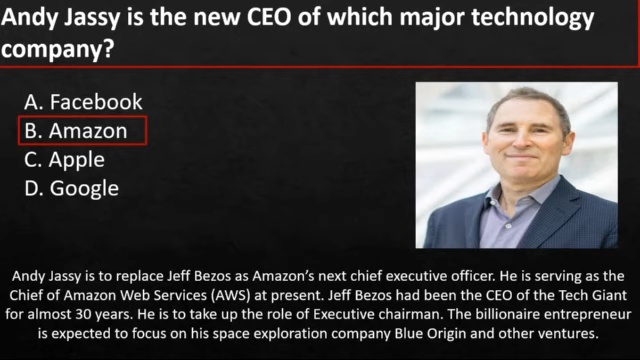 Andy Jassy is the new CEO of which major technology
company?
A. Facebook
B. Amazon
C. Apple
D. Google
Andy Jassy is to replace Jeff Bezos as Amazon's next chief executive officer. He is serving as the
Chief of Amazon Web Services (AWS) at present. Jeff Bezos had been the CEO of the Tech Giant
for almost 30 years. He is to take up the role of Executive chairman. The billionaire entrepreneur
is expected to focus on his space exploration company Blue Origin and other ventures.